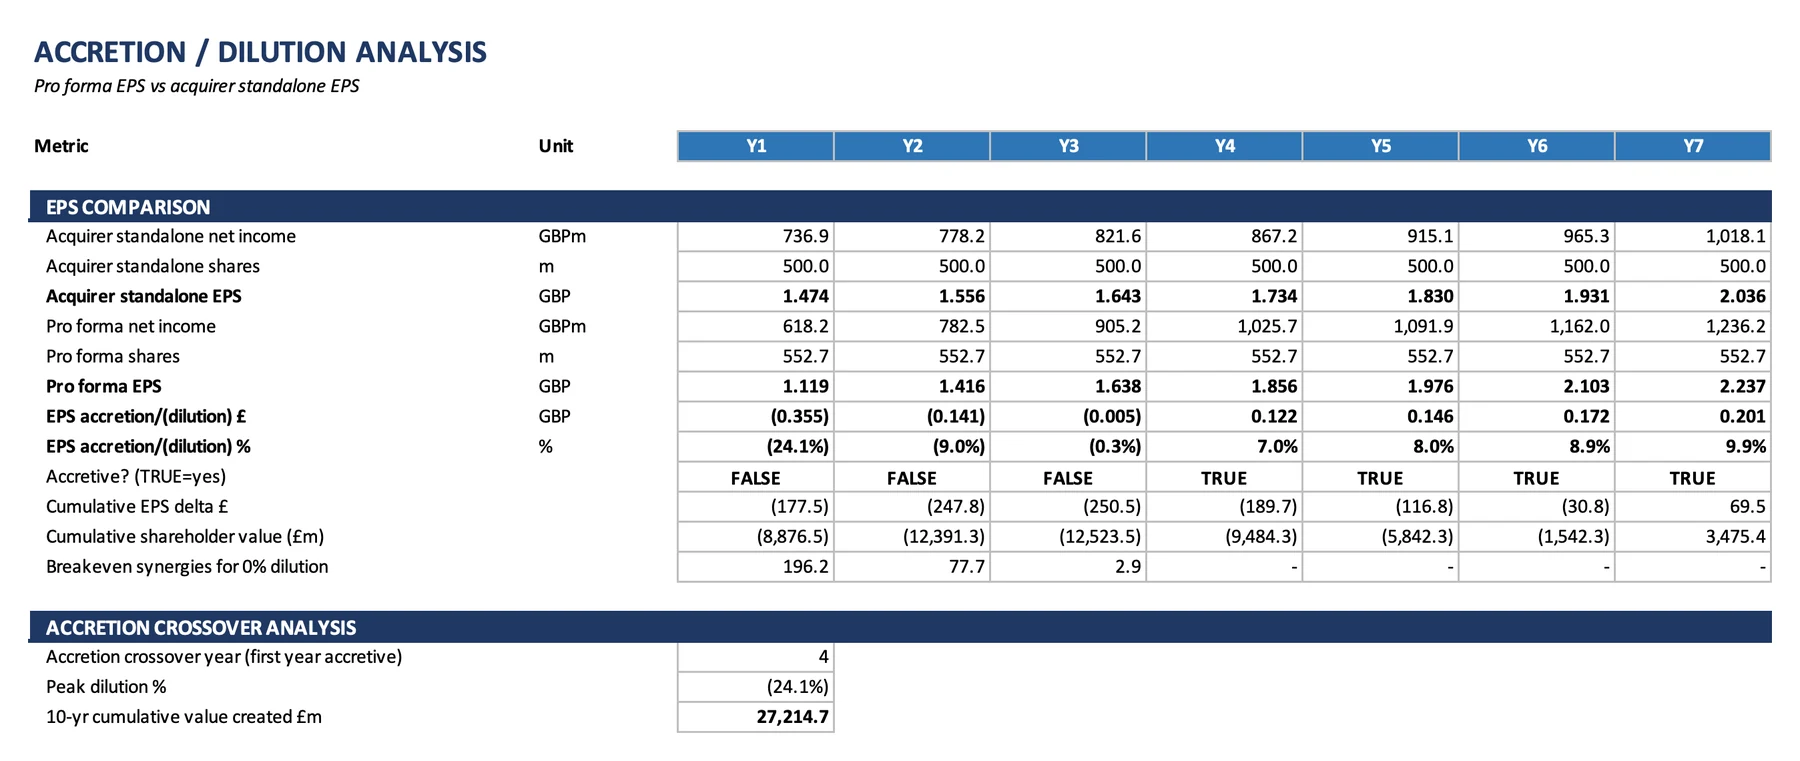 ACCRETION / DILUTION ANALYSIS
Pro forma EPS vs acquirer standalone EPS
Metric Unit Y1 Y2 Y3 Y4 Y5 Y6 Y7
EPS COMPARISON
Acquirer standalone net income GBPm 736.9 778.2 821.6 867.2 915.1 965.3 1,018.1
Acquirer standalone shares m 500.0 500.0 500.0 500.0 500.0 500.0 500.0
Acquirer standalone EPS GBP 1.474 1.556 1.643 1.734 1.830 1.931 2.036
Pro forma net income GBPm 618.2 782.5 905.2 1,025.7 1,091.9 1,162.0 1,236.2
Pro forma shares m 552.7 552.7 552.7 552.7 552.7 552.7 552.7
Pro forma EPS GBP 1.119 1.416 1.638 1.856 1.976 2.103 2.237
EPS accretion/(dilution) £ GBP (0.355) (0.141) (0.005) 0.122 0.146 0.172 0.201
EPS accretion/(dilution) % % (24.1%) (9.0%) (0.3%) 7.0% 8.0% 8.9% 9.9%
Accretive? (TRUE=yes) FALSE FALSE FALSE TRUE TRUE TRUE TRUE
Cumulative EPS delta £ (177.5) (247.8) (250.5) (189.7) (116.8) (30.8) 69.5
Cumulative shareholder value (£m) (8,876.5) (12,391.3) (12,523.5) (9,484.3) (5,842.3) (1,542.3) 3,475.4
Breakeven synergies for 0% dilution 196.2 77.7 2.9 - - - -
ACCRETION CROSSOVER ANALYSIS
Accretion crossover year (first year accretive) 4
Peak dilution % (24.1%)
10-yr cumulative value created £m 27,214.7